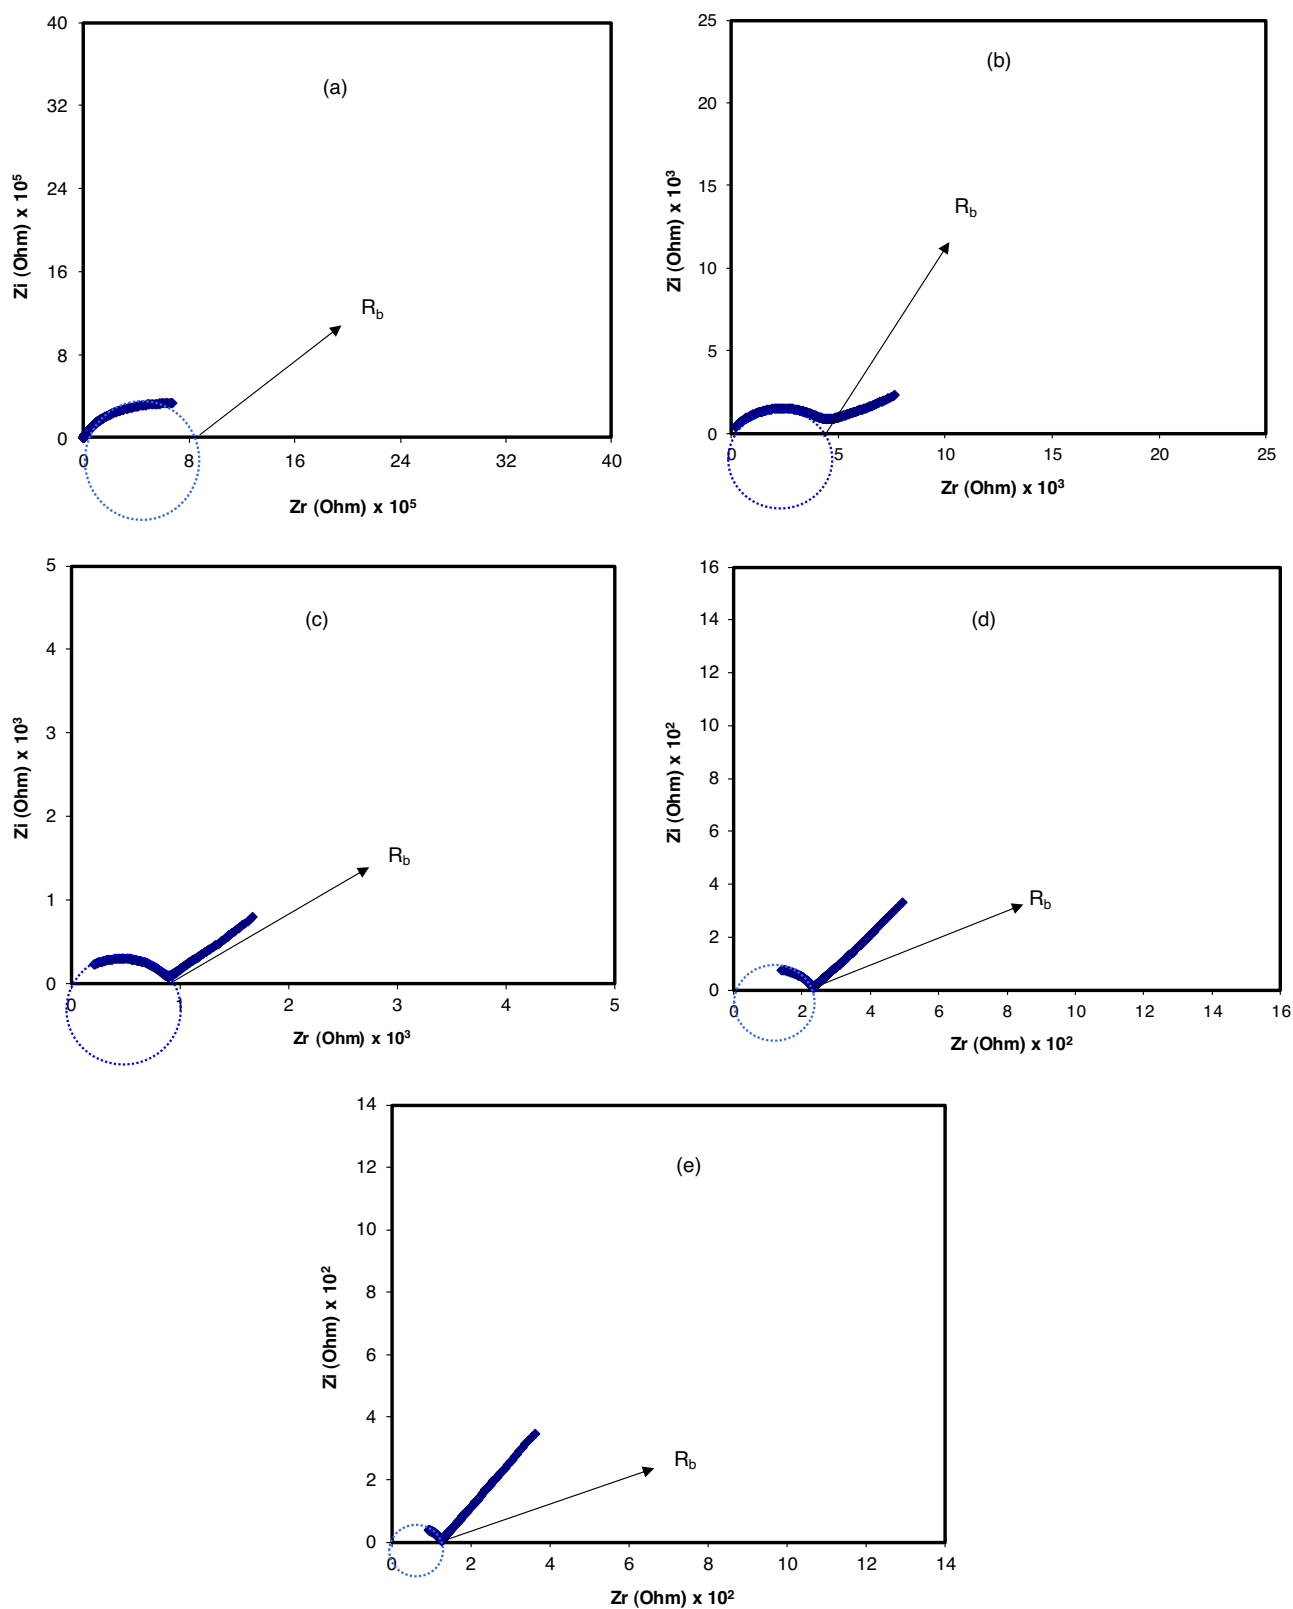 (a)
40
32
24
16
8
0
Zi (Ohm) x 10⁵
R_b
0 8 16 24 32 40
Zr (Ohm) x 10⁵
(b)
25
20
15
10
5
0
Zi (Ohm) x 10³
R_b
0 5 10 15 20 25
Zr (Ohm) x 10³
(c)
5
4
3
2
1
0
Zi (Ohm) x 10³
R_b
0 1 2 3 4 5
Zr (Ohm) x 10³
(d)
16
14
12
10
8
6
4
2
0
Zi (Ohm) x 10²
R_b
0 2 4 6 8 10 12 14 16
Zr (Ohm) x 10²
(e)
14
12
10
8
6
4
2
0
Zi (Ohm) x 10²
R_b
0 2 4 6 8 10 12 14
Zr (Ohm) x 10²